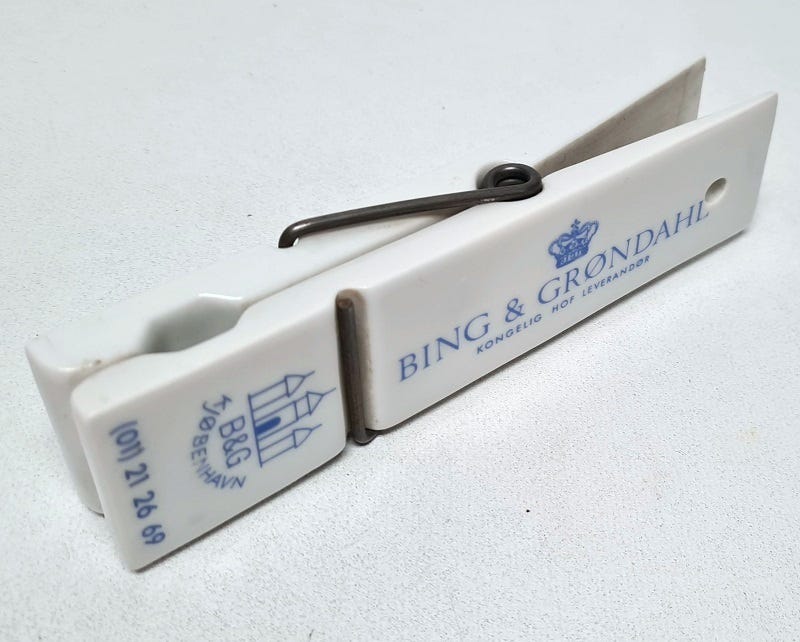 BING & GRØNDAHL
KONGELIG HOF LEVERANDØR
B&G
KØBENHAVN
(01) 21 26 69